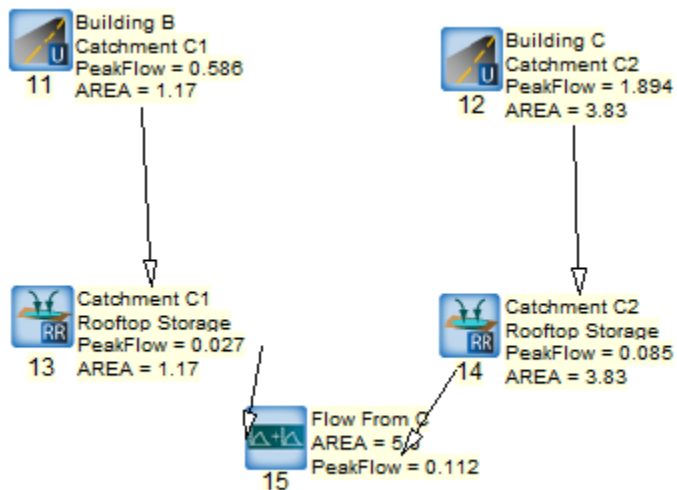 Building B
Catchment C1
PeakFlow = 0.586
AREA = 1.17
U
11
Building C
Catchment C2
PeakFlow = 1.894
AREA = 3.83
U
12
Catchment C1
Rooftop Storage
PeakFlow = 0.027
AREA = 1.17
RR
13
Catchment C2
Rooftop Storage
PeakFlow = 0.085
AREA = 3.83
RR
14
Flow From C
AREA =
PeakFlow = 0.112
15